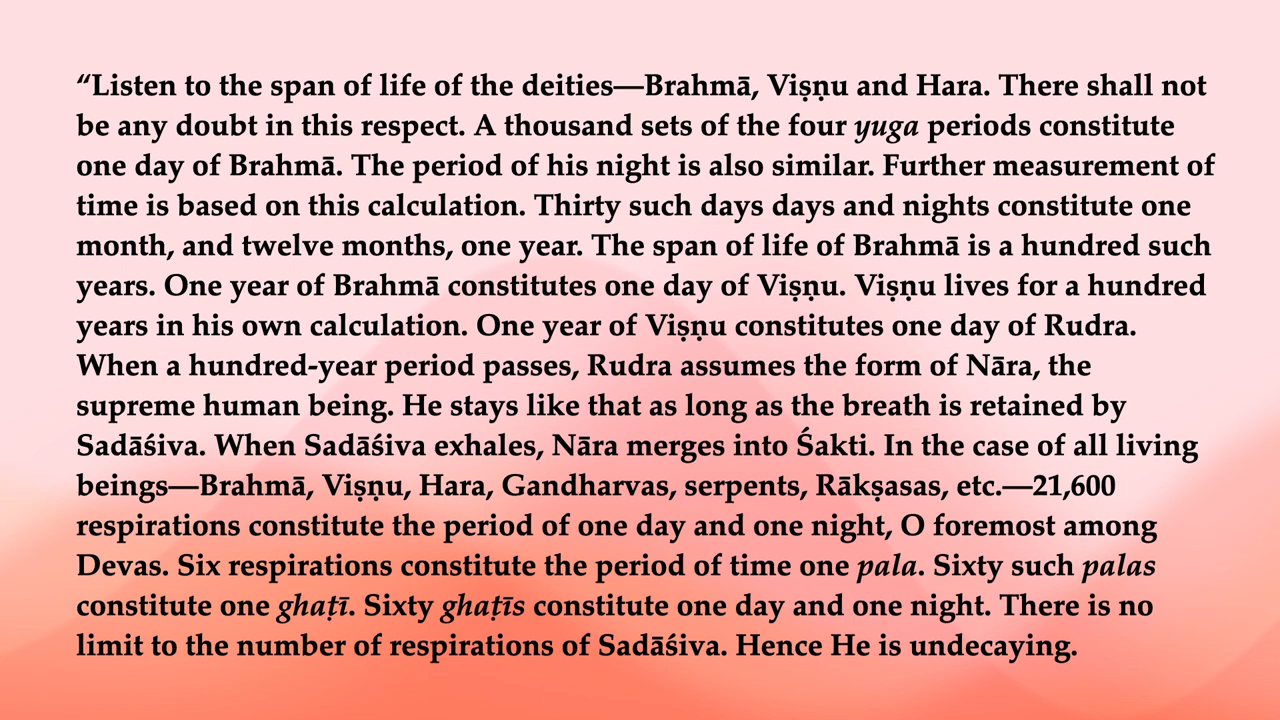 “Listen to the span of life of the deities—Brahmā, Viṣṇu and Hara. There shall not
be any doubt in this respect. A thousand sets of the four yuga periods constitute
one day of Brahmā. The period of his night is also similar. Further measurement of
time is based on this calculation. Thirty such days days and nights constitute one
month, and twelve months, one year. The span of life of Brahmā is a hundred such
years. One year of Brahmā constitutes one day of Viṣṇu. Viṣṇu lives for a hundred
years in his own calculation. One year of Viṣṇu constitutes one day of Rudra.
When a hundred-year period passes, Rudra assumes the form of Nāra, the
supreme human being. He stays like that as long as the breath is retained by
Sadāśiva. When Sadāśiva exhales, Nāra merges into Śakti. In the case of all living
beings—Brahmā, Viṣṇu, Hara, Gandharvas, serpents, Rākṣasas, etc.—21,600
respirations constitute the period of one day and one night, O foremost among
Devas. Six respirations constitute the period of time one pala. Sixty such palas
constitute one ghaṭī. Sixty ghaṭīs constitute one day and one night. There is no
limit to the number of respirations of Sadāśiva. Hence He is undecaying.